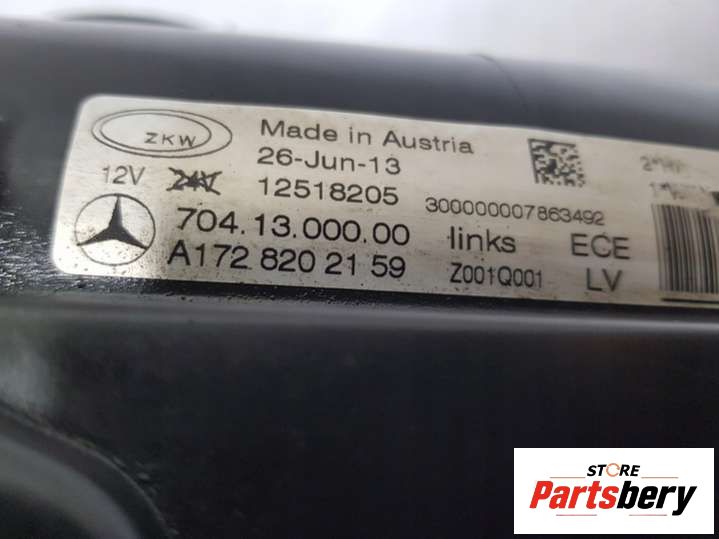 ZKW
Made in Austria
26-Jun-13
12V 24V 12518205 300000007863492
704.13.000.00 links ECE
A172 820 21 59 Z001Q001 LV
STORE
Partsbery